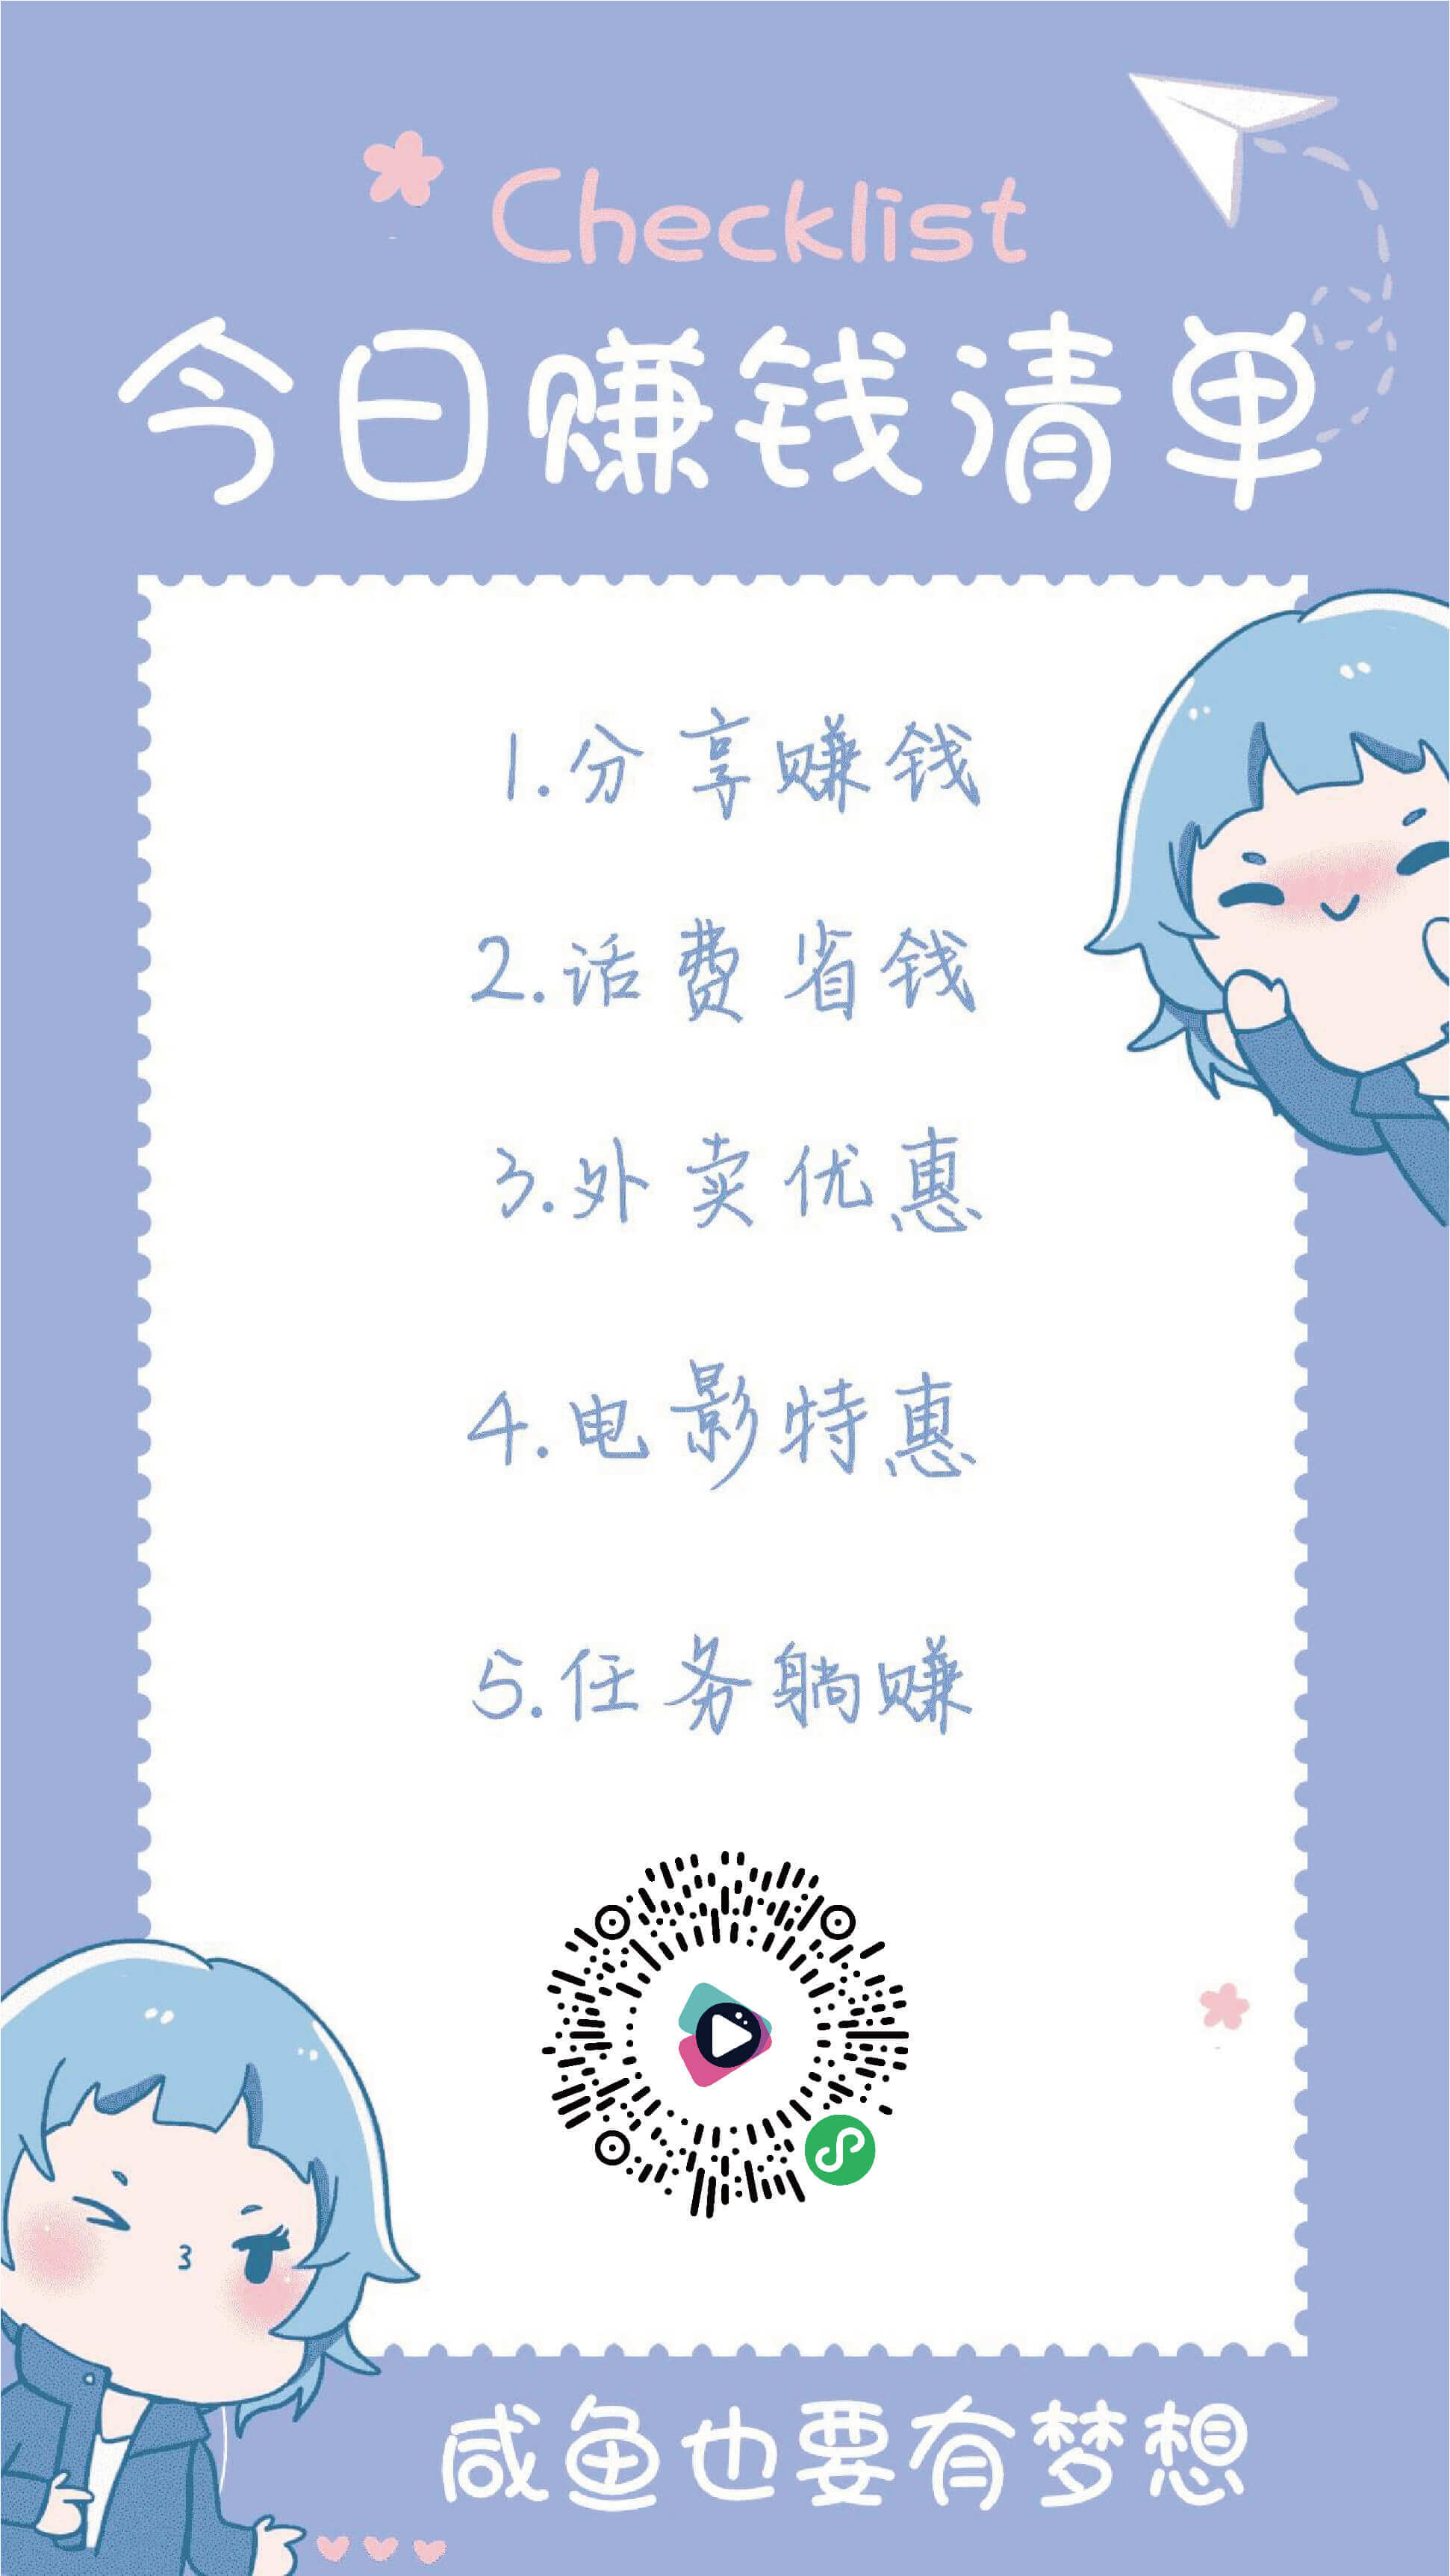 Checklist
今日赚钱清单
1.分享赚钱
2.话费省钱
3.外卖优惠
4.电影特惠
5.任务躺赚
咸鱼也要有梦想